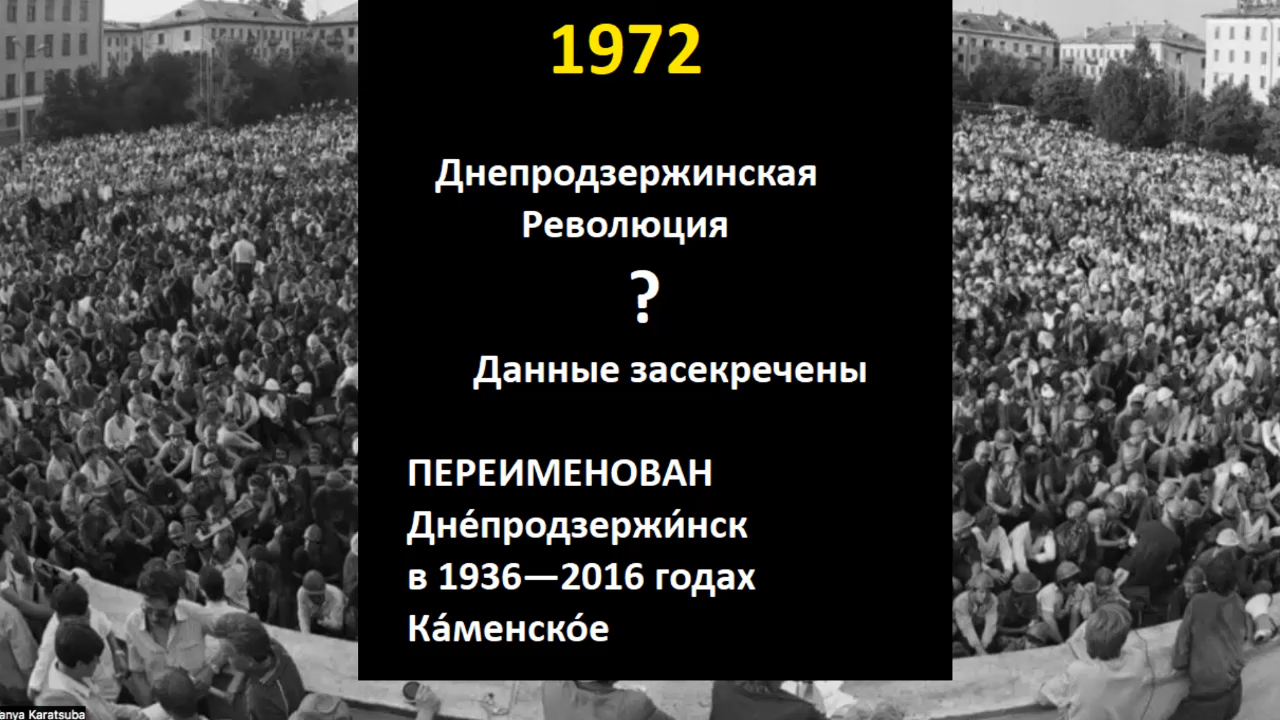 1972
Днепродзержинская
Революция
?
Данные засекречены
ПЕРЕИМЕНОВАН
Дне́продзержи́нск
в 1936—2016 годах
Ка́менско́е
anya Karatsuba